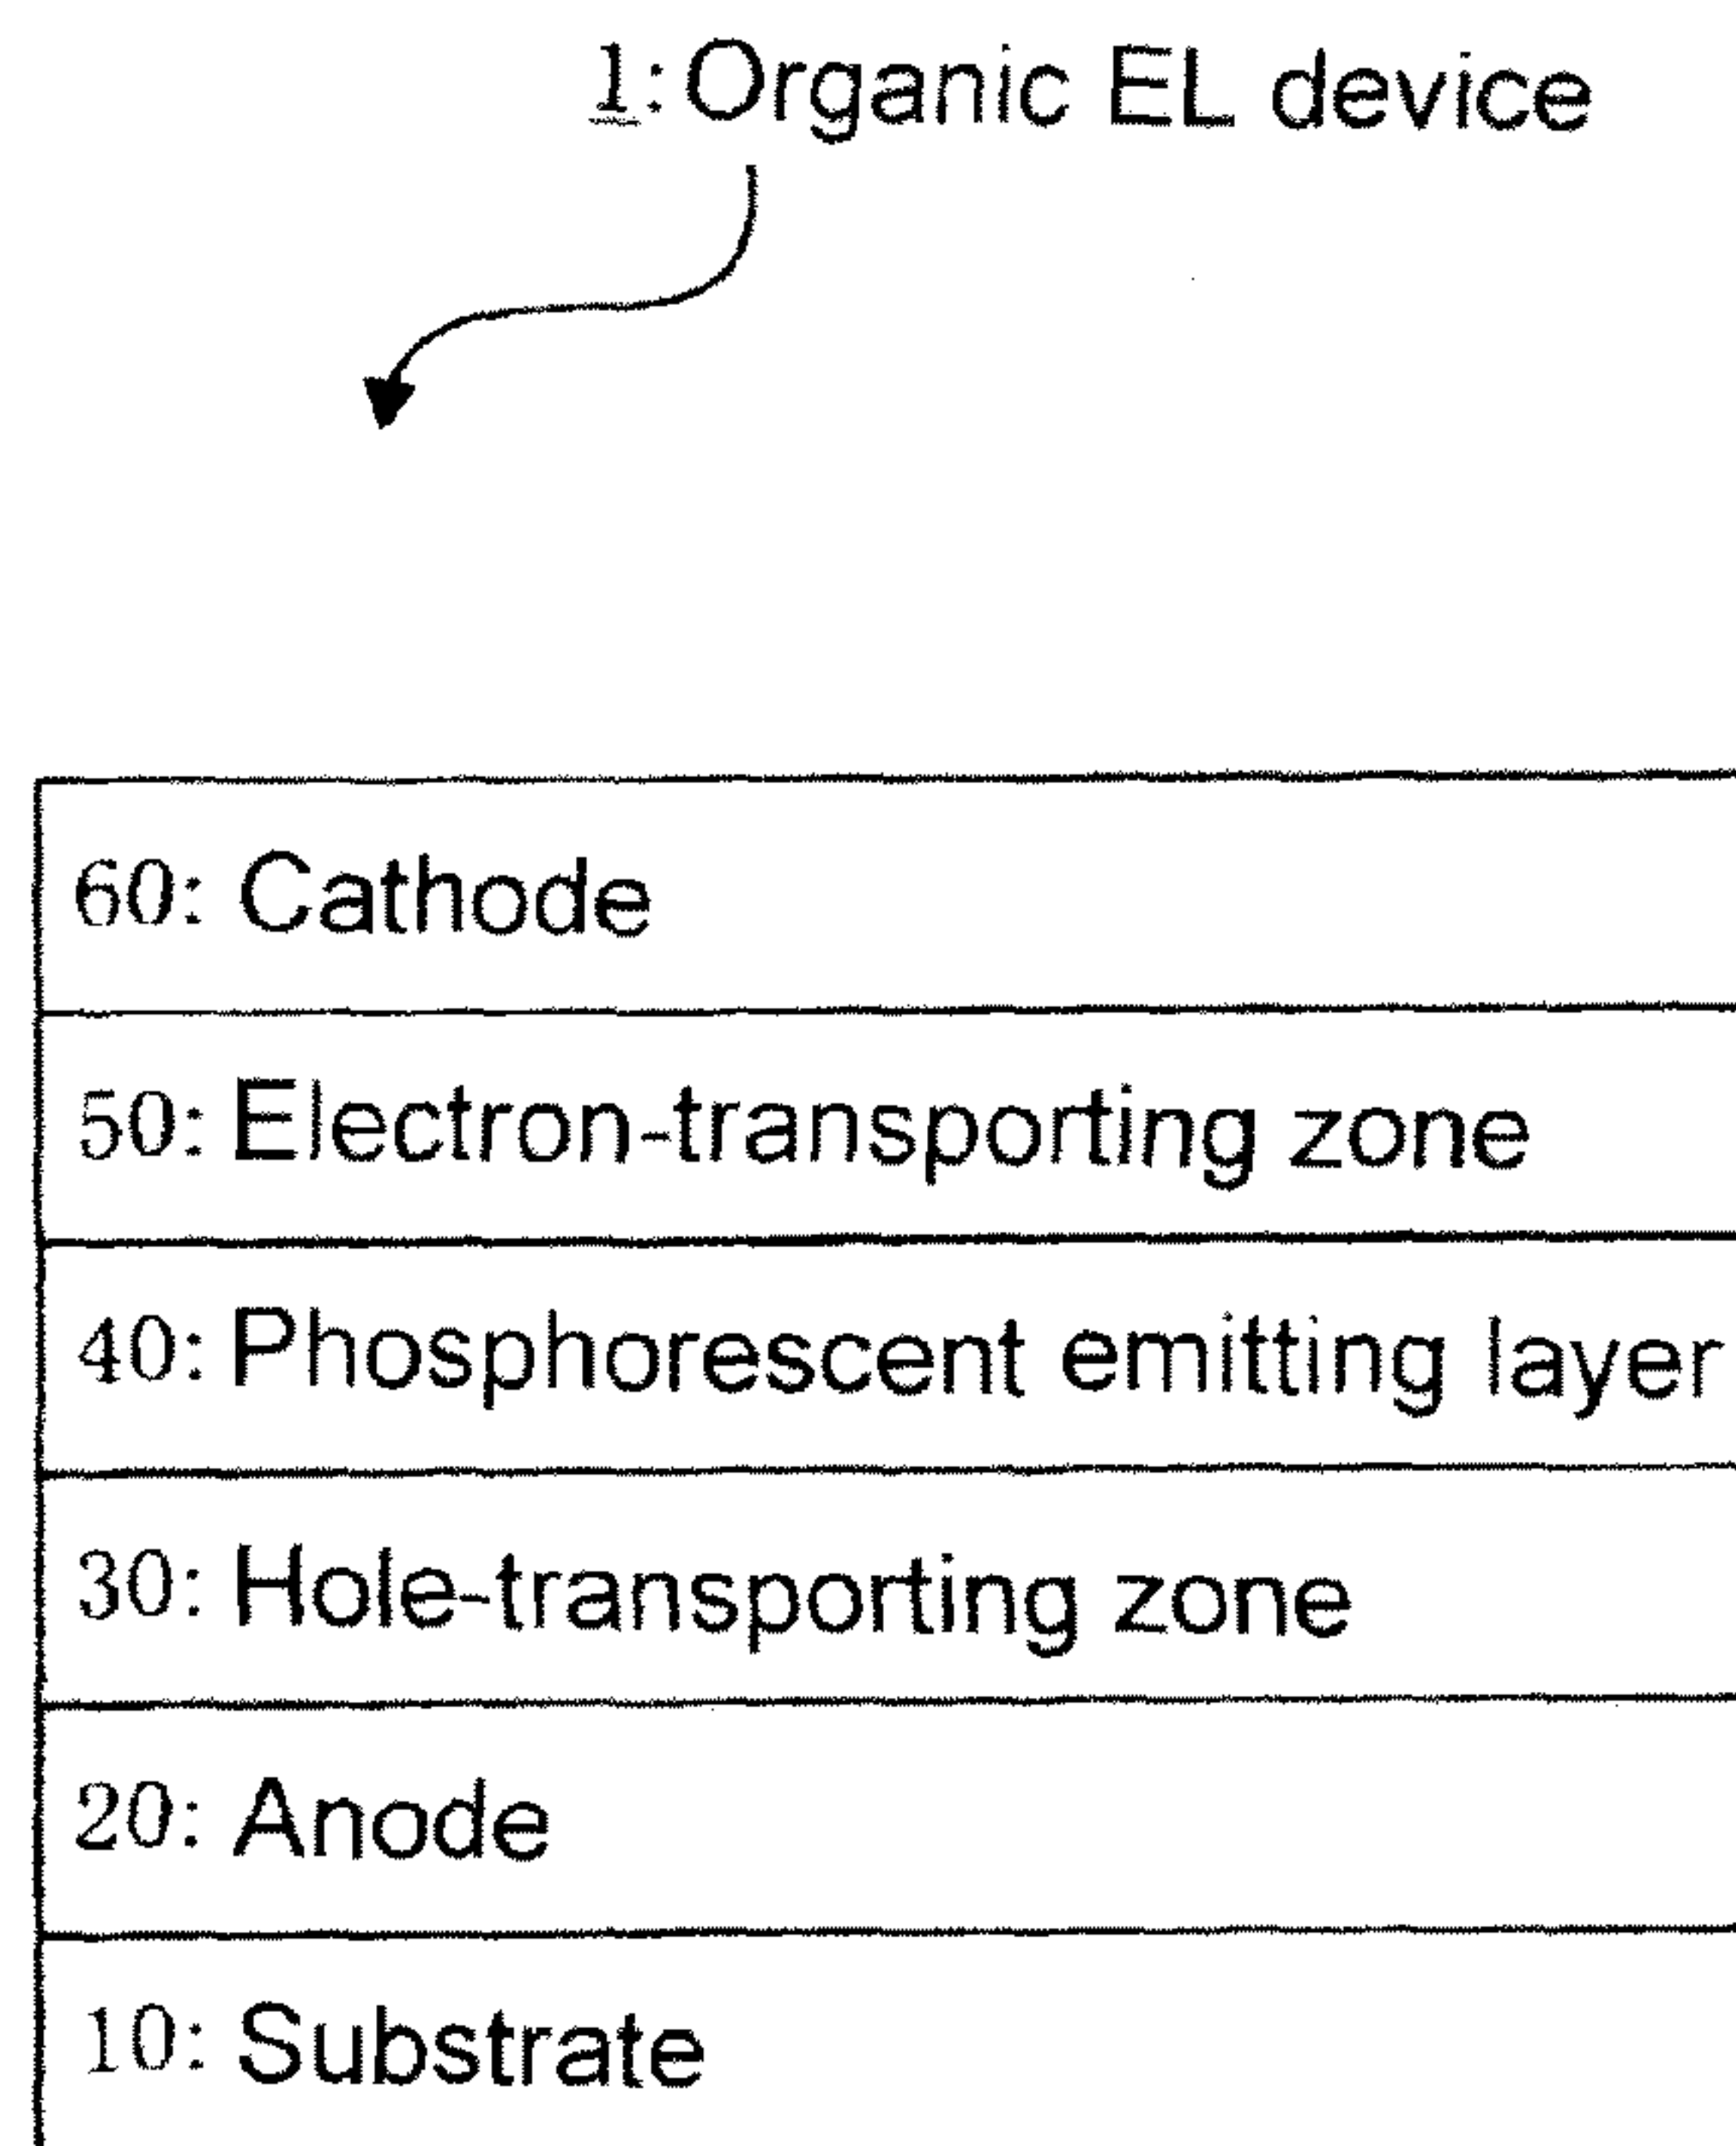 1: Organic EL device
60: Cathode
50: Electron-transporting zone
40: Phosphorescent emitting layer
30: Hole-transporting zone
20: Anode
10: Substrate